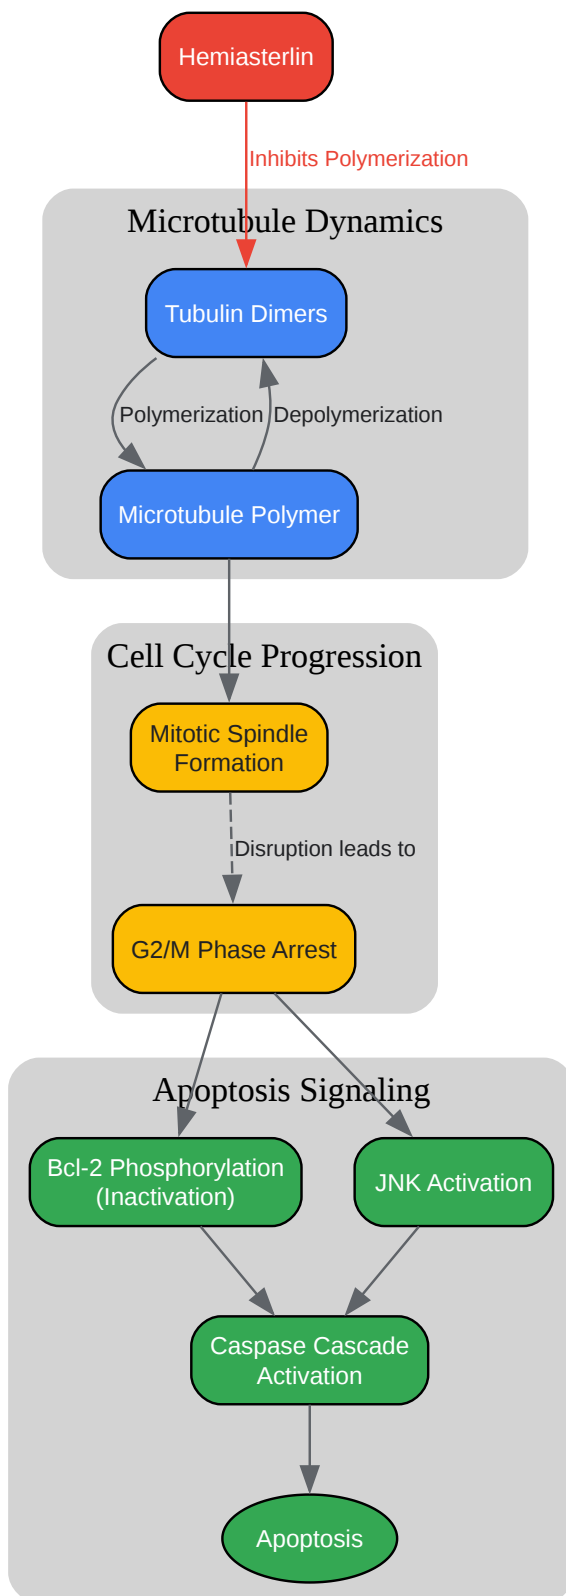 Hemiasterlin
Inhibits Polymerization
Microtubule Dynamics
Tubulin Dimers
Polymerization
Depolymerization
Microtubule Polymer
Cell Cycle Progression
Mitotic Spindle
Formation
Disruption leads to
G2/M Phase Arrest
Apoptosis Signaling
Bcl-2 Phosphorylation
(Inactivation)
JNK Activation
Caspase Cascade
Activation
Apoptosis